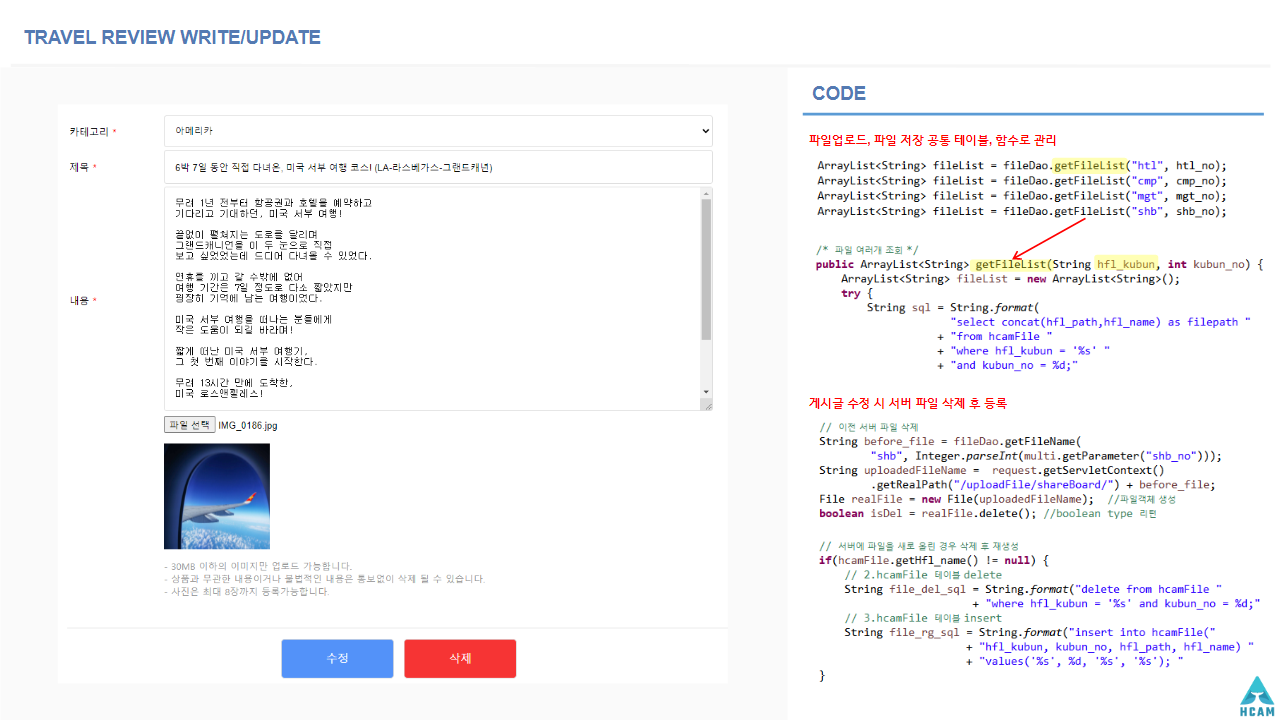 TRAVEL REVIEW WRITE/UPDATE
카테고리 *
아메리카
제목 *
6박 7일 동안 직접 다녀온, 미국 서부 여행 코스! (LA-라스베가스-그랜드캐년)
내용 *
무려 1년 전부터 항공권과 호텔을 예약하고
기다리고 기대하던, 미국 서부 여행!
끝없이 펼쳐지는 도로를 달리며
그랜드캐니언을 이 두 눈으로 직접
보고 싶었었는데 드디어 다녀올 수 있었다.
연휴를 끼고 갈 수밖에 없어
여행 기간은 7일 정도로 다소 짧았지만
굉장히 기억에 남는 여행이었다.
미국 서부 여행을 떠나는 분들에게
작은 도움이 되길 바라며!
짧게 떠난 미국 서부 여행기,
그 첫 번째 이야기를 시작한다.
무려 13시간 만에 도착한,
미국 로스앤젤레스!
파일 선택 IMG_0186.jpg
- 30MB 이하의 이미지만 업로드 가능합니다.
- 상품과 무관한 내용이거나 불법적인 내용은 통보없이 삭제 될 수 있습니다.
- 사진은 최대 8장까지 등록가능합니다.
수정
삭제
CODE
파일업로드, 파일 저장 공통 테이블, 함수로 관리
ArrayList<String> fileList = fileDao.getFileList("htl", htl_no);
ArrayList<String> fileList = fileDao.getFileList("cmp", cmp_no);
ArrayList<String> fileList = fileDao.getFileList("mgt", mgt_no);
ArrayList<String> fileList = fileDao.getFileList("shb", shb_no);
/* 파일 여러개 조회 */
public ArrayList<String> getFileList(String hfl_kubun, int kubun_no) {
ArrayList<String> fileList = new ArrayList<String>();
try {
String sql = String.format(
"select concat(hfl_path,hfl_name) as filepath "
+ "from hcamFile "
+ "where hfl_kubun = '%s' "
+ "and kubun_no = %d;"
게시글 수정 시 서버 파일 삭제 후 등록
// 이전 서버 파일 삭제
String before_file = fileDao.getFileName(
"shb", Integer.parseInt(multi.getParameter("shb_no")));
String uploadedFileName = request.getServletContext()
.getRealPath("/uploadFile/shareBoard/") + before_file;
File realFile = new File(uploadedFileName); //파일객체 생성
boolean isDel = realFile.delete(); //boolean type 리턴
// 서버에 파일을 새로 올린 경우 삭제 후 재생성
if(hcamFile.getHfl_name() != null) {
// 2.hcamFile 테이블 delete
String file_del_sql = String.format("delete from hcamFile "
+ "where hfl_kubun = '%s' and kubun_no = %d;"
// 3.hcamFile 테이블 insert
String file_rg_sql = String.format("insert into hcamFile("
+ "hfl_kubun, kubun_no, hfl_path, hfl_name) "
+ "values('%s', %d, '%s', '%s'); "
}
HCAM